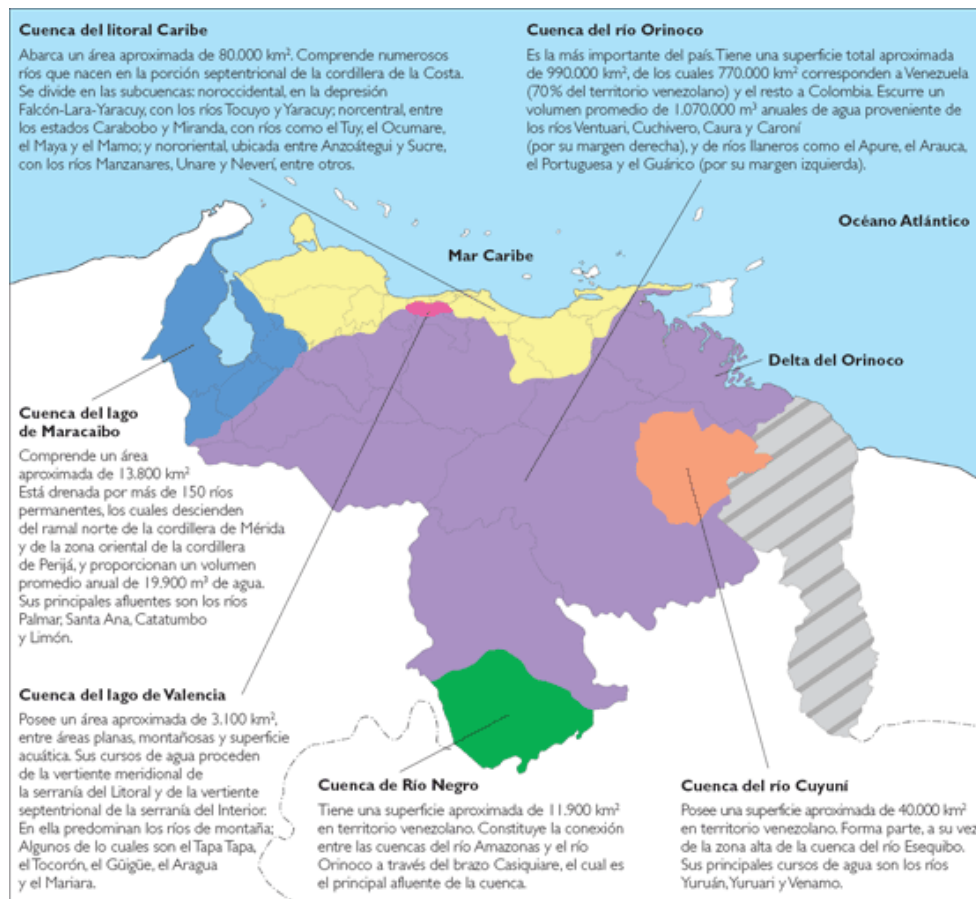 Cuenca del litoral Caribe
Abarca un área aproximada de 80.000 km². Comprende numerosos
ríos que nacen en la porción septentrional de la cordillera de la Costa.
Se divide en las subcuencas: noroccidental, en la depresión
Falcón-Lara-Yaracuy, con los ríos Tocuyo y Yaracuy; norcentral, entre
los estados Carabobo y Miranda, con ríos como el Tuy, el Ocumare,
el Maya y el Mamo; y nororiental, ubicada entre Anzoátegui y Sucre,
con los ríos Manzanares, Unare y Neverí, entre otros.
Cuenca del río Orinoco
Es la más importante del país. Tiene una superficie total aproximada
de 990.000 km², de los cuales 770.000 km² corresponden a Venezuela
(70% del territorio venezolano) y el resto a Colombia. Escurre un
volumen promedio de 1.070.000 m³ anuales de agua proveniente de
los ríos Ventuari, Cuchivero, Caura y Caroní
(por su margen derecha), y de ríos llaneros como el Apure, el Arauca,
el Portuguesa y el Guárico (por su margen izquierda).
Océano Atlántico
Mar Caribe
Delta del Orinoco
Cuenca del lago
de Maracaibo
Comprende un área
aproximada de 13.800 km²
Está drenada por más de 150 ríos
permanentes, los cuales descienden
del ramal norte de la cordillera de Mérida
y de la zona oriental de la cordillera
de Perijá, y proporcionan un volumen
promedio anual de 19.900 m³ de agua.
Sus principales afluentes son los ríos
Palmar, Santa Ana, Catatumbo
y Limón.
Cuenca del lago de Valencia
Posee un área aproximada de 3.100 km²,
entre áreas planas, montañosas y superficie
acuática. Sus cursos de agua proceden
de la vertiente meridional de
la serranía del Litoral y de la vertiente
septentrional de la serranía del Interior.
En ella predominan los ríos de montaña;
Algunos de lo cuales son el Tapa Tapa,
el Tocorón, el Güigüe, el Aragua
y el Mariara.
Cuenca de Río Negro
Tiene una superficie aproximada de 11.900 km²
en territorio venezolano. Constituye la conexión
entre las cuencas del río Amazonas y el río
Orinoco a través del brazo Casiquiare, el cual es
el principal afluente de la cuenca.
Cuenca del río Cuyuní
Posee una superficie aproximada de 40.000 km²
en territorio venezolano. Forma parte, a su vez
de la zona alta de la cuenca del río Esequibo.
Sus principales cursos de agua son los ríos
Yuruán, Yuruari y Venamo.